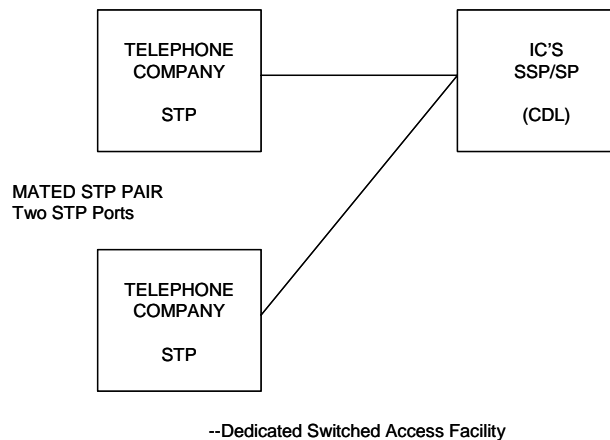 TELEPHONE
COMPANY
STP
IC'S
SSP/SP
(CDL)
MATED STP PAIR
Two STP Ports
TELEPHONE
COMPANY
STP
--Dedicated Switched Access Facility